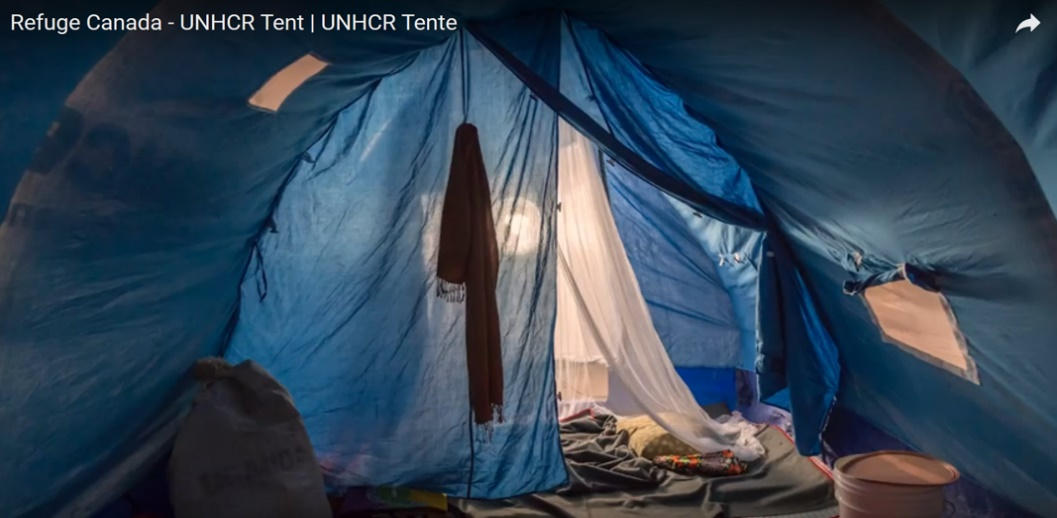 Refuge Canada - UNHCR Tent | UNHCR Tente